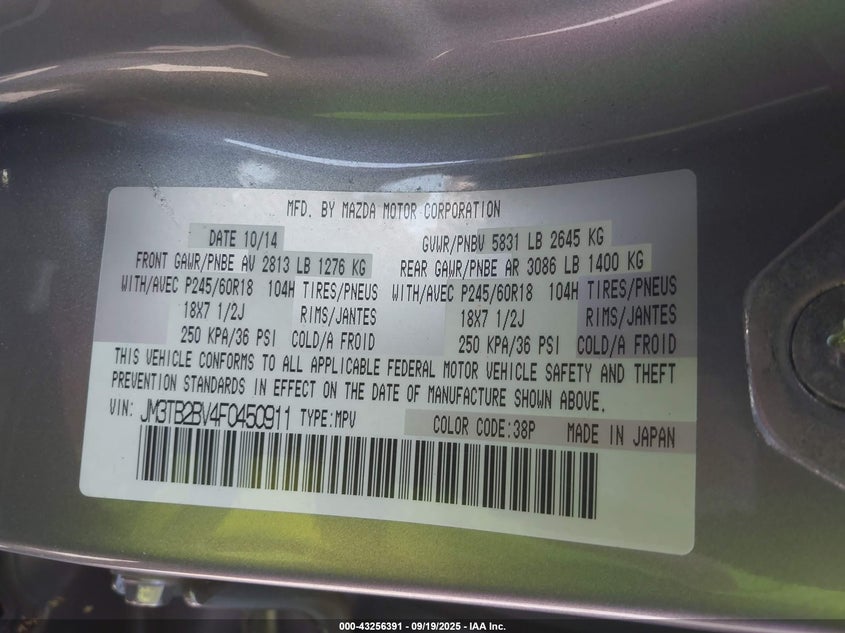 MFD. BY MAZDA MOTOR CORPORATION
DATE 10/14 GVWR/PNBV 5831 LB 2645 KG
FRONT GAWR/PNBE AV 2813 LB 1276 KG REAR GAWR/PNBE AR 3086 LB 1400 KG
WITH/AVEC P245/60R18 104H TIRES/PNEUS WITH/AVEC P245/60R18 104H TIRES/PNEUS
18X7 1/2J RIMS/JANTES 18X7 1/2J RIMS/JANTES
250 KPA/36 PSI COLD/A FROID 250 KPA/36 PSI COLD/A FROID
THIS VEHICLE CONFORMS TO ALL APPLICABLE FEDERAL MOTOR VEHICLE SAFETY AND THEFT
PREVENTION STANDARDS IN EFFECT ON THE DATE OF MANUFACTURE SHOWN ABOVE.
VIN: JM3TB2BV4F0450911 TYPE:MPV COLOR CODE:38P MADE IN JAPAN
000-43256391 - 09/19/2025 - IAA Inc.